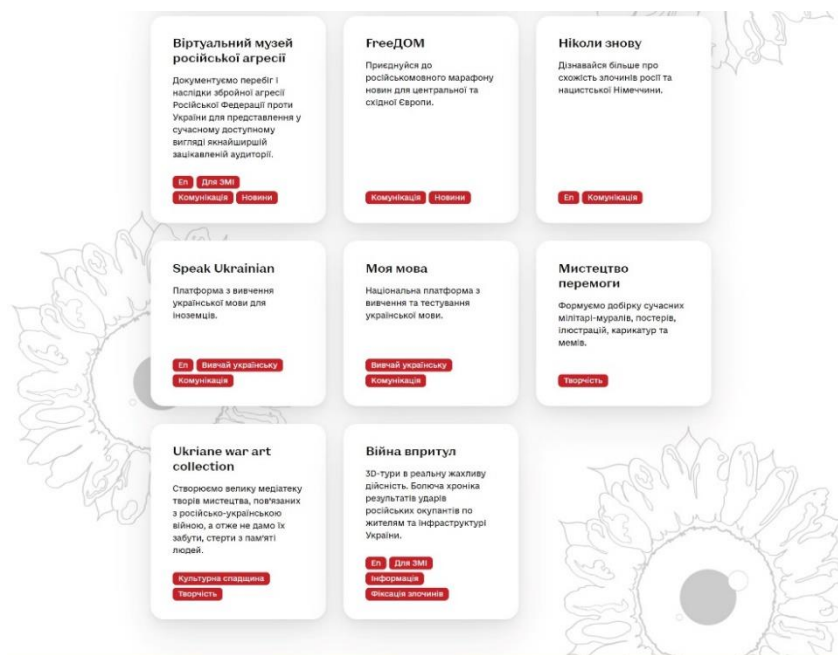 Віртуальний музей
російської агресії
Документуємо перебіг і
наслідки збройної агресії
Російської Федерації проти
України для представлення у
сучасному доступному
вигляді якнайширшій
зацікавленій аудиторії.
En Для ЗМІ
Комунікація Новини
FreeДОМ
Приєднуйся до
російськомовного марафону
новин для центральної та
східної Європи.
Комунікація Новини
Ніколи знову
Дізнавайся більше про
схожість злочинів росії та
нацистської Німеччини.
En Комунікація
Speak Ukrainian
Платформа з вивчення
української мови для
іноземців.
En Вивчай українську
Комунікація
Моя мова
Національна платформа з
вивчення та тестування
української мови.
Вивчай українську
Комунікація
Мистецтво
перемоги
Формуємо добірку сучасних
мілітарі-муралів, постерів,
ілюстрацій, карикатур та
мемів.
Творчість
Ukriane war art
collection
Створюємо велику медіатеку
творів мистецтва, пов'язаних
з російсько-українською
війною, а отже не дамо їх
забути, стерти з пам'яті
людей.
Культурна спадщина
Творчість
Війна впритул
3D-тури в реальну жахливу
дійсність. Болюча хроніка
результатів ударів
російських окупантів по
жителям та інфраструктурі
України.
En Для ЗМІ
Інформація
Фіксація злочинів